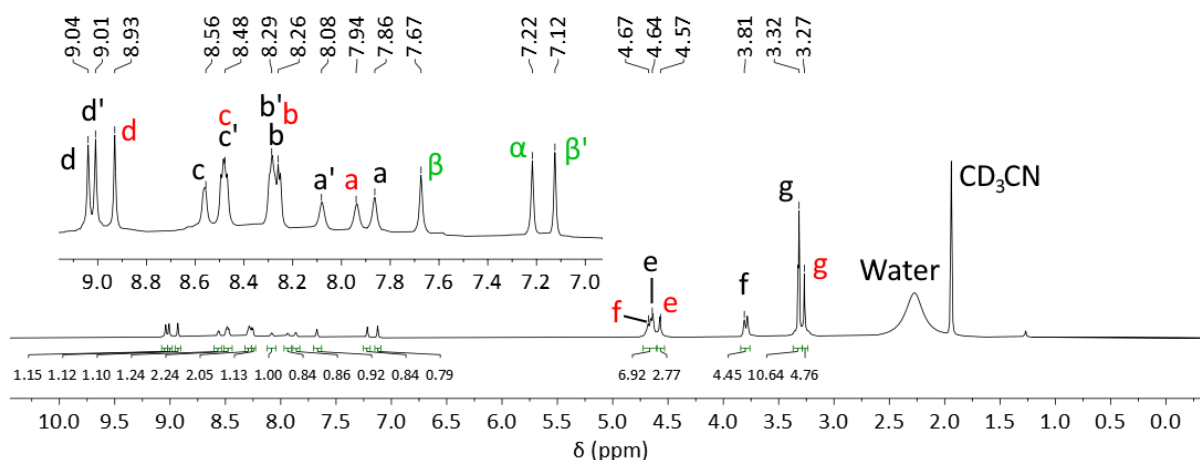 9.04 9.01 8.93 8.56 8.48 8.29 8.26 8.08 7.94 7.86 7.67 7.22 7.12 4.67 4.64 4.57 3.81 3.32 3.27
d d' d c c c' b' b b a' a a β α β'
9.0 8.8 8.6 8.4 8.2 8.1 8.0 7.9 7.8 7.6 7.4 7.2 7.1 7.0
f e e f g g Water CD₃CN
1.15 1.12 1.10 1.24 2.24 2.05 1.13 1.00 0.84 0.86 0.92 0.84 0.79 6.92 2.77 4.45 10.64 4.76
10.0 9.5 9.0 8.5 8.0 7.5 7.0 6.5 6.0 5.5 5.0 4.5 4.0 3.5 3.0 2.5 2.0 1.5 1.0 0.5 0.0
δ (ppm)